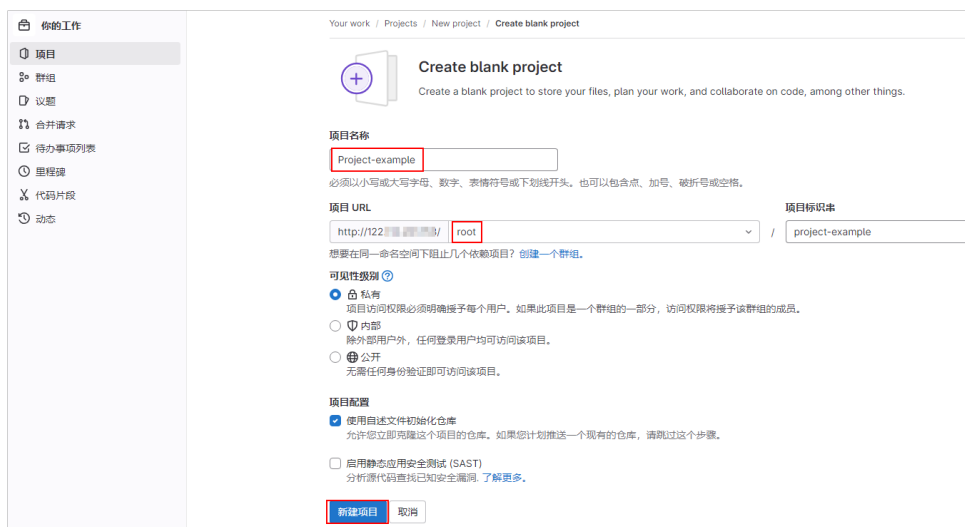 你的工作
项目
群组
议题
合并请求
待办事项列表
里程碑
代码片段
动态
Your work / Projects / New project / Create blank project
Create blank project
Create a blank project to store your files, plan your work, and collaborate on code, among other things.
项目名称
Project-example
必须以小写或大写字母、数字、表情符号或下划线开头。也可以包含点、加号、破折号或空格。
项目 URL
项目标识串
http://122 / root / project-example
想要在同一命名空间下阻止几个依赖项目？创建一个群组。
可见性级别
私有
项目访问权限必须明确授予每个用户。如果此项目是一个群组的一部分，访问权限将授予该群组的成员。
内部
除外部用户外，任何登录用户均可访问该项目。
公开
无需任何身份验证即可访问该项目。
项目配置
使用自述文件初始化仓库
允许您立即克隆这个项目的仓库。如果您计划推送一个现有的仓库，请跳过这个步骤。
启用静态应用安全测试 (SAST)
分析源代码查找已知安全漏洞. 了解更多。
新建项目 取消